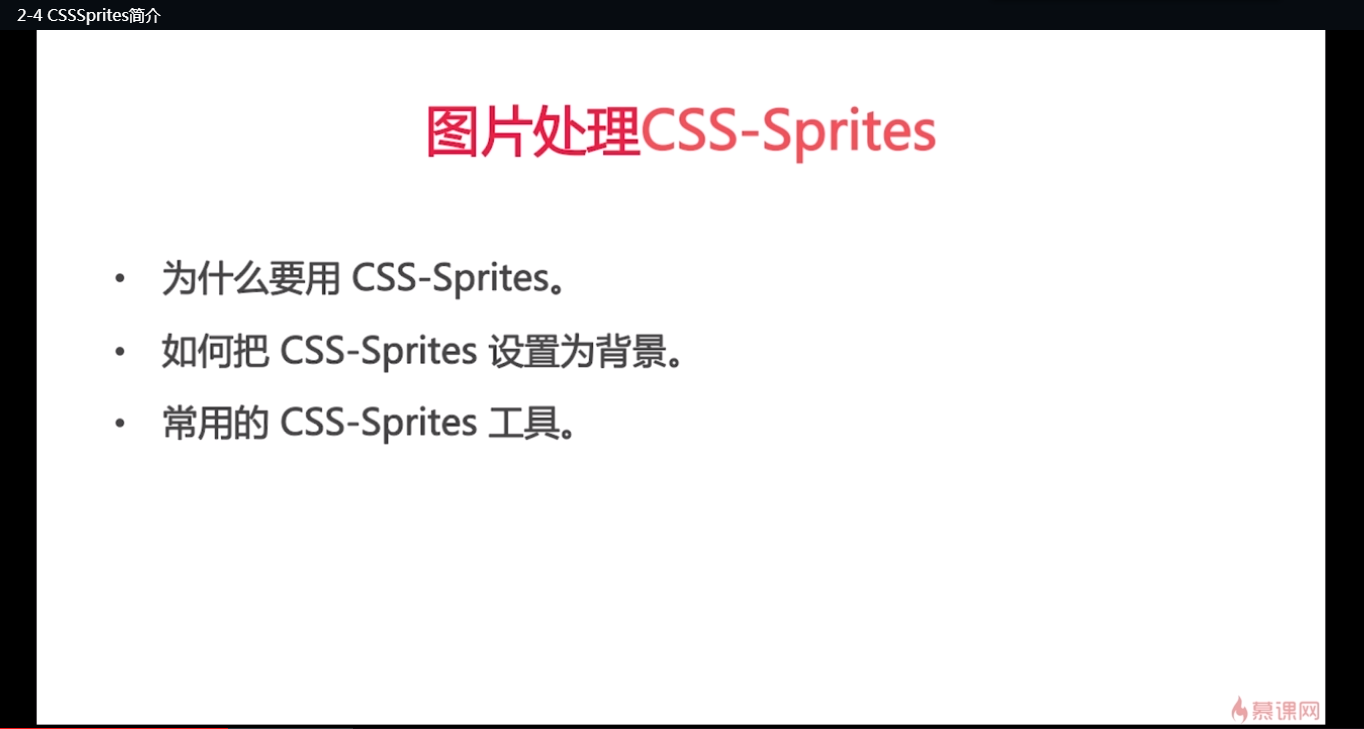 2-4 CSSSprites简介
图片处理CSS-Sprites
• 为什么要用 CSS-Sprites。
• 如何把 CSS-Sprites 设置为背景。
• 常用的 CSS-Sprites 工具。
慕课网